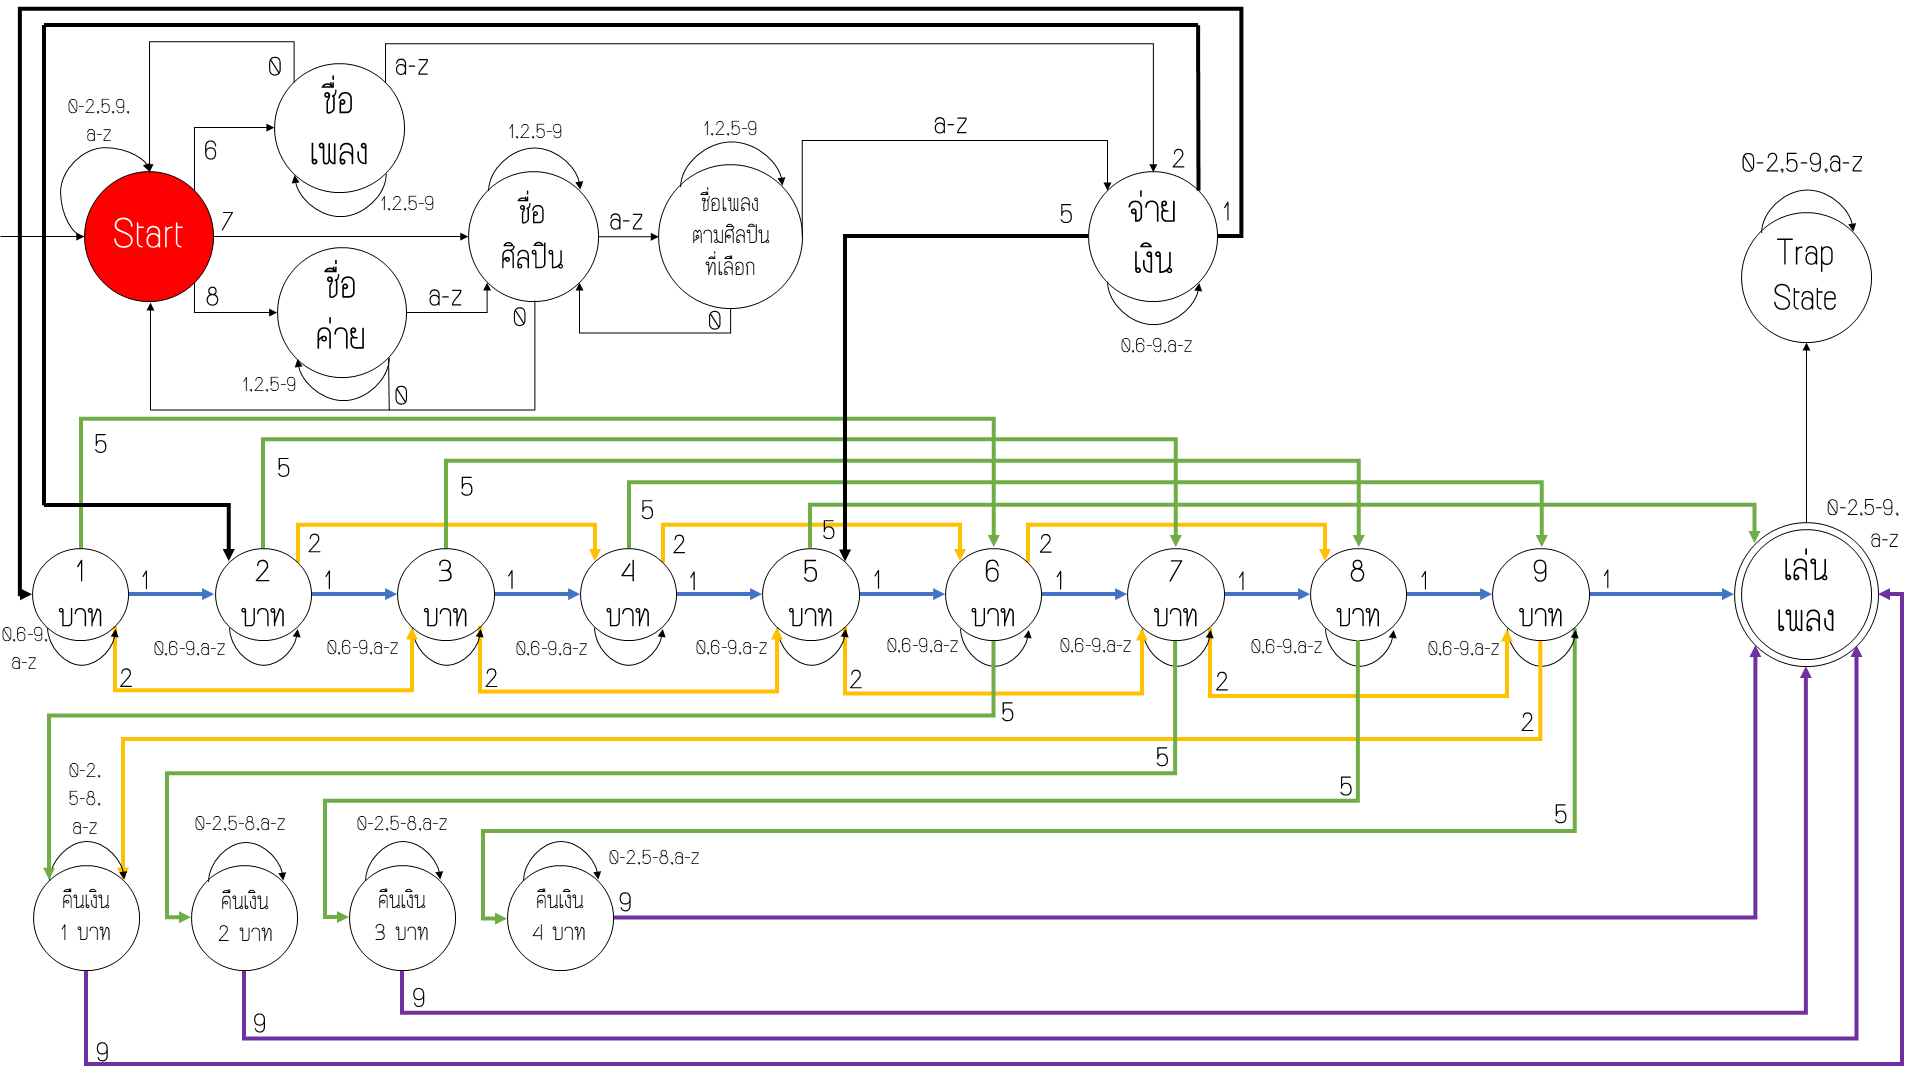 0
a-z
0-2,5,9,
a-z
6
ชื่อ
เพลง
1,2,5-9
Start
7
8
ชื่อ
ค่าย
1,2,5-9
0
a-z
1,2,5-9
ชื่อ
ศิลปิน
0
a-z
1,2,5-9
ชื่อเพลง
ตามศิลปิน
ที่เลือก
0
a-z
2
5
1
จ่าย
เงิน
0,6-9,a-z
0-2,5-9,a-z
Trap
State
5
5
5
5
5
2
2
2
1
บาท
1
2
บาท
1
3
บาท
1
4
บาท
1
5
บาท
1
6
บาท
1
7
บาท
1
8
บาท
1
9
บาท
1
0-2,5-9,
a-z
เล่น
เพลง
0,6-9,
a-z
0,6-9,a-z
0,6-9,a-z
0,6-9,a-z
0,6-9,a-z
0,6-9,a-z
0,6-9,a-z
0,6-9,a-z
0,6-9,a-z
2
2
2
2
5
2
5
5
5
0-2,
5-8,
a-z
0-2,5-8,a-z
0-2,5-8,a-z
0-2,5-8,a-z
คืนเงิน
1 บาท
คืนเงิน
2 บาท
คืนเงิน
3 บาท
คืนเงิน
4 บาท
9
9
9
9